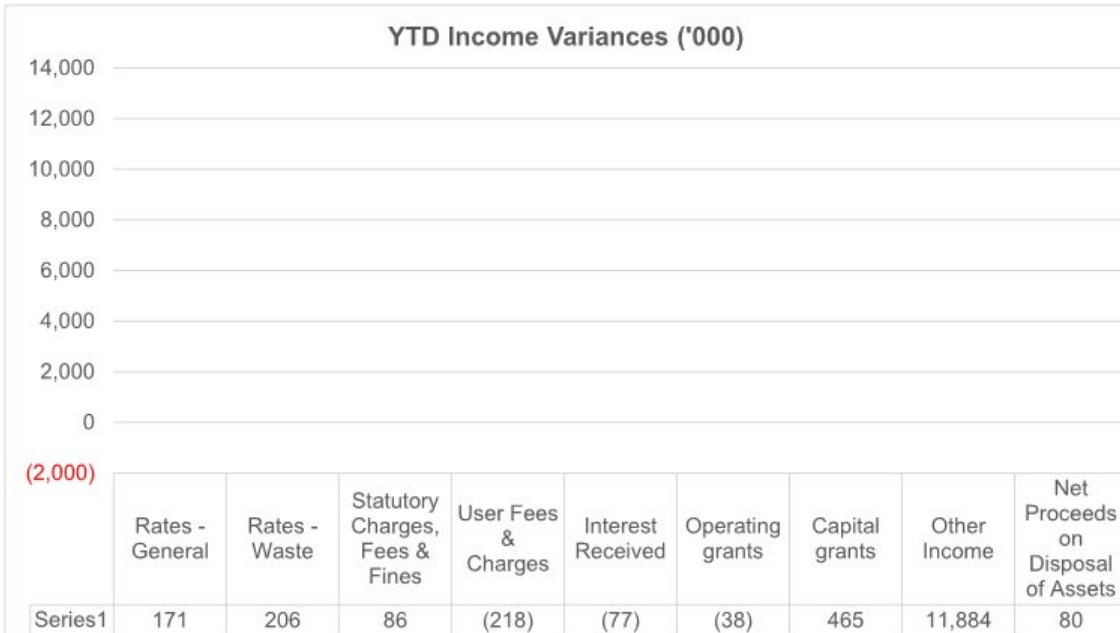 YTD Income Variances ('000)
14,000
12,000
10,000
8,000
6,000
4,000
2,000
0
(2,000)
Rates -
General
Rates -
Waste
Statutory
Charges,
Fees &
Fines
User Fees
&
Charges
Interest
Received
Operating
grants
Capital
grants
Other
Income
Net
Proceeds
on
Disposal
of Assets
Series1 171 206 86 (218) (77) (38) 465 11,884 80